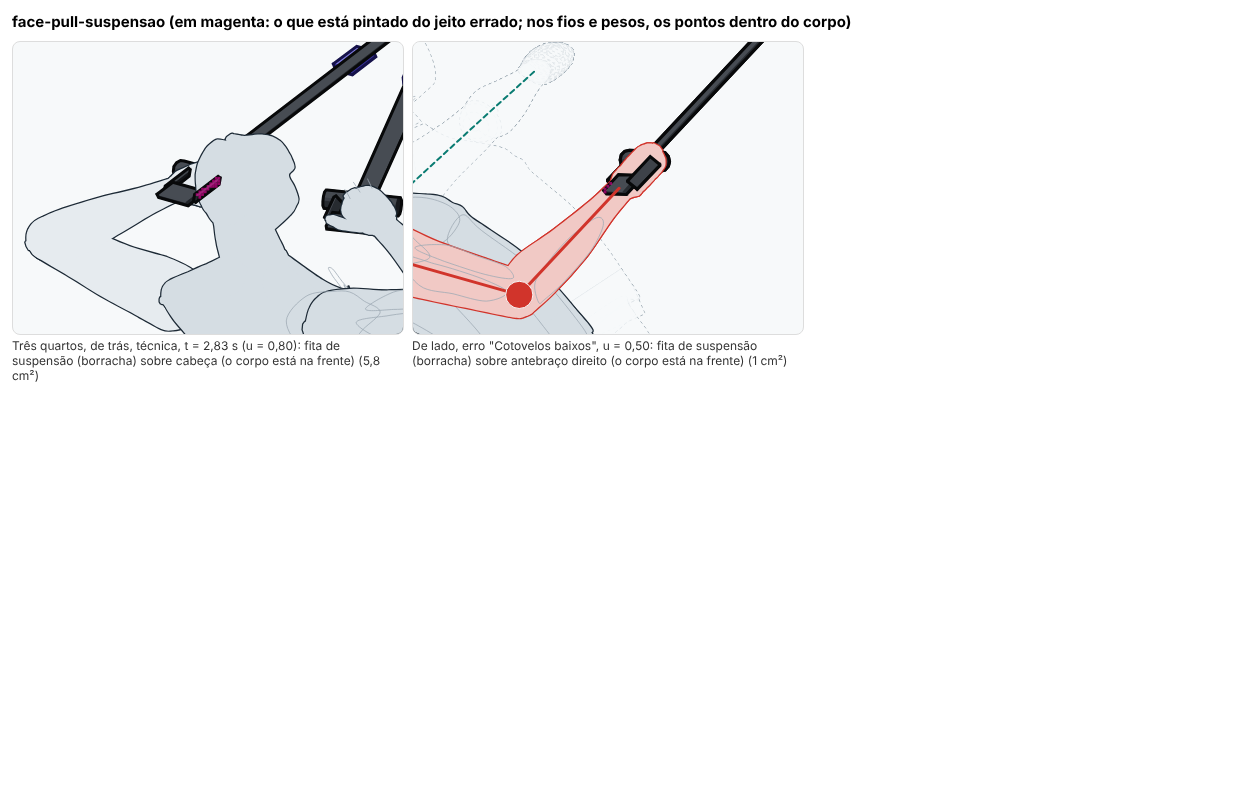 face-pull-suspensao (em magenta: o que está pintado do jeito errado; nos fios e pesos, os pontos dentro do corpo)
Três quartos, de trás, técnica, t = 2,83 s (u = 0,80): fita de
suspensão (borracha) sobre cabeça (o corpo está na frente) (5,8
cm²)
De lado, erro "Cotovelos baixos", u = 0,50: fita de suspensão
(borracha) sobre antebraço direito (o corpo está na frente) (1 cm²)